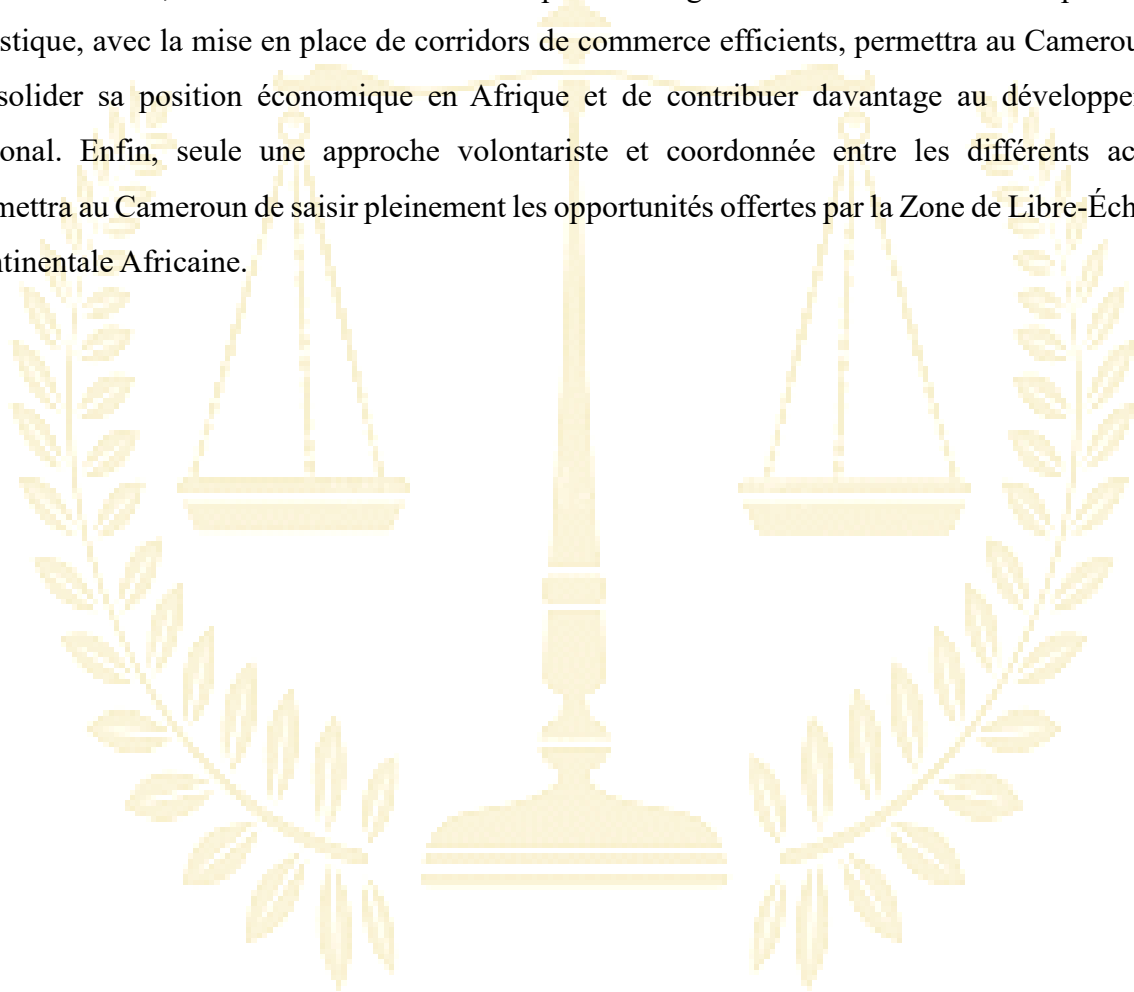 stique, avec la mise en place de corridors de commerce efficients, permettra au Camerou
solider sa position économique en Afrique et de contribuer davantage au développe
onal. Enfin, seule une approche volontariste et coordonnée entre les différents ac
mettra au Cameroun de saisir pleinement les opportunités offertes par la Zone de Libre-Éch
ntinentale Africaine.